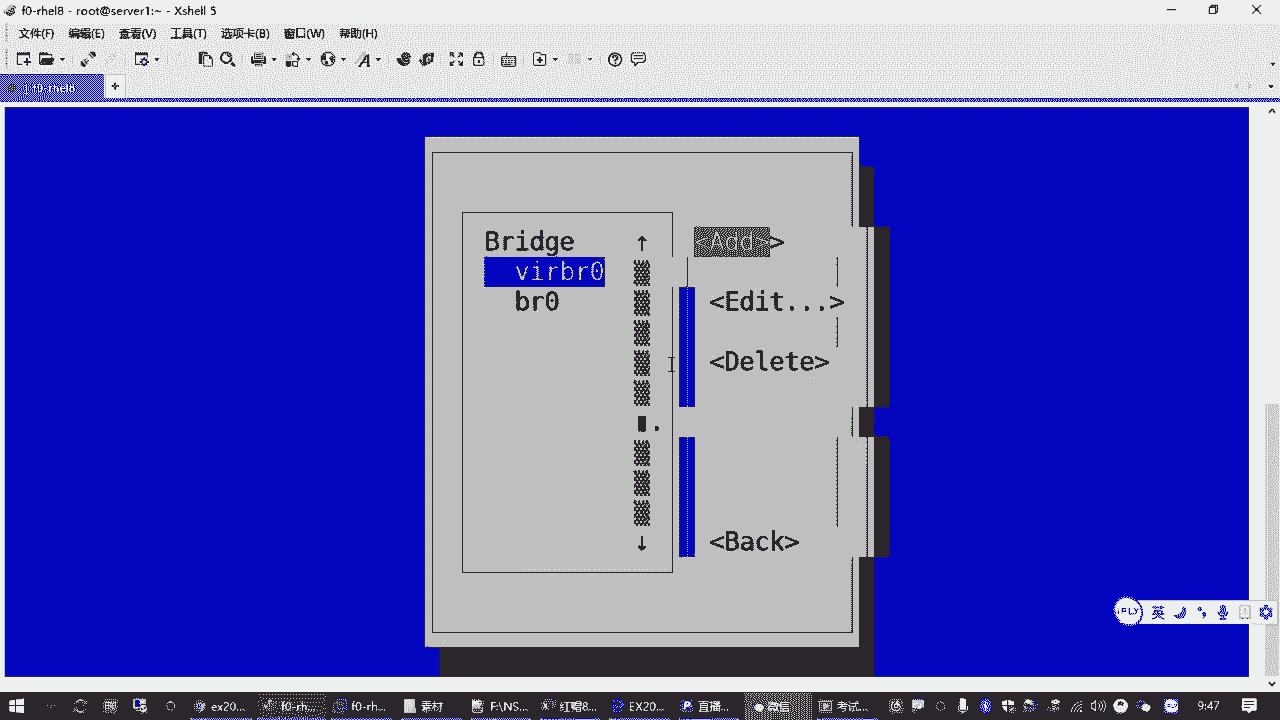 f0-rhel8 - root@server1:~ - Xshell 5
文件(F) 编辑(E) 查看(V) 工具(T) 选项卡(B) 窗口(W) 帮助(H)
1 f0-rhel8
Bridge
virbr0
br0
<Add >
<Edit...>
<Delete>
<Back>
iFLY 英
ex20...
f0-rh...
f0-rh...
素材
F:\NS...
红帽8...
EX20...
直播...
微信
考试...
9:47